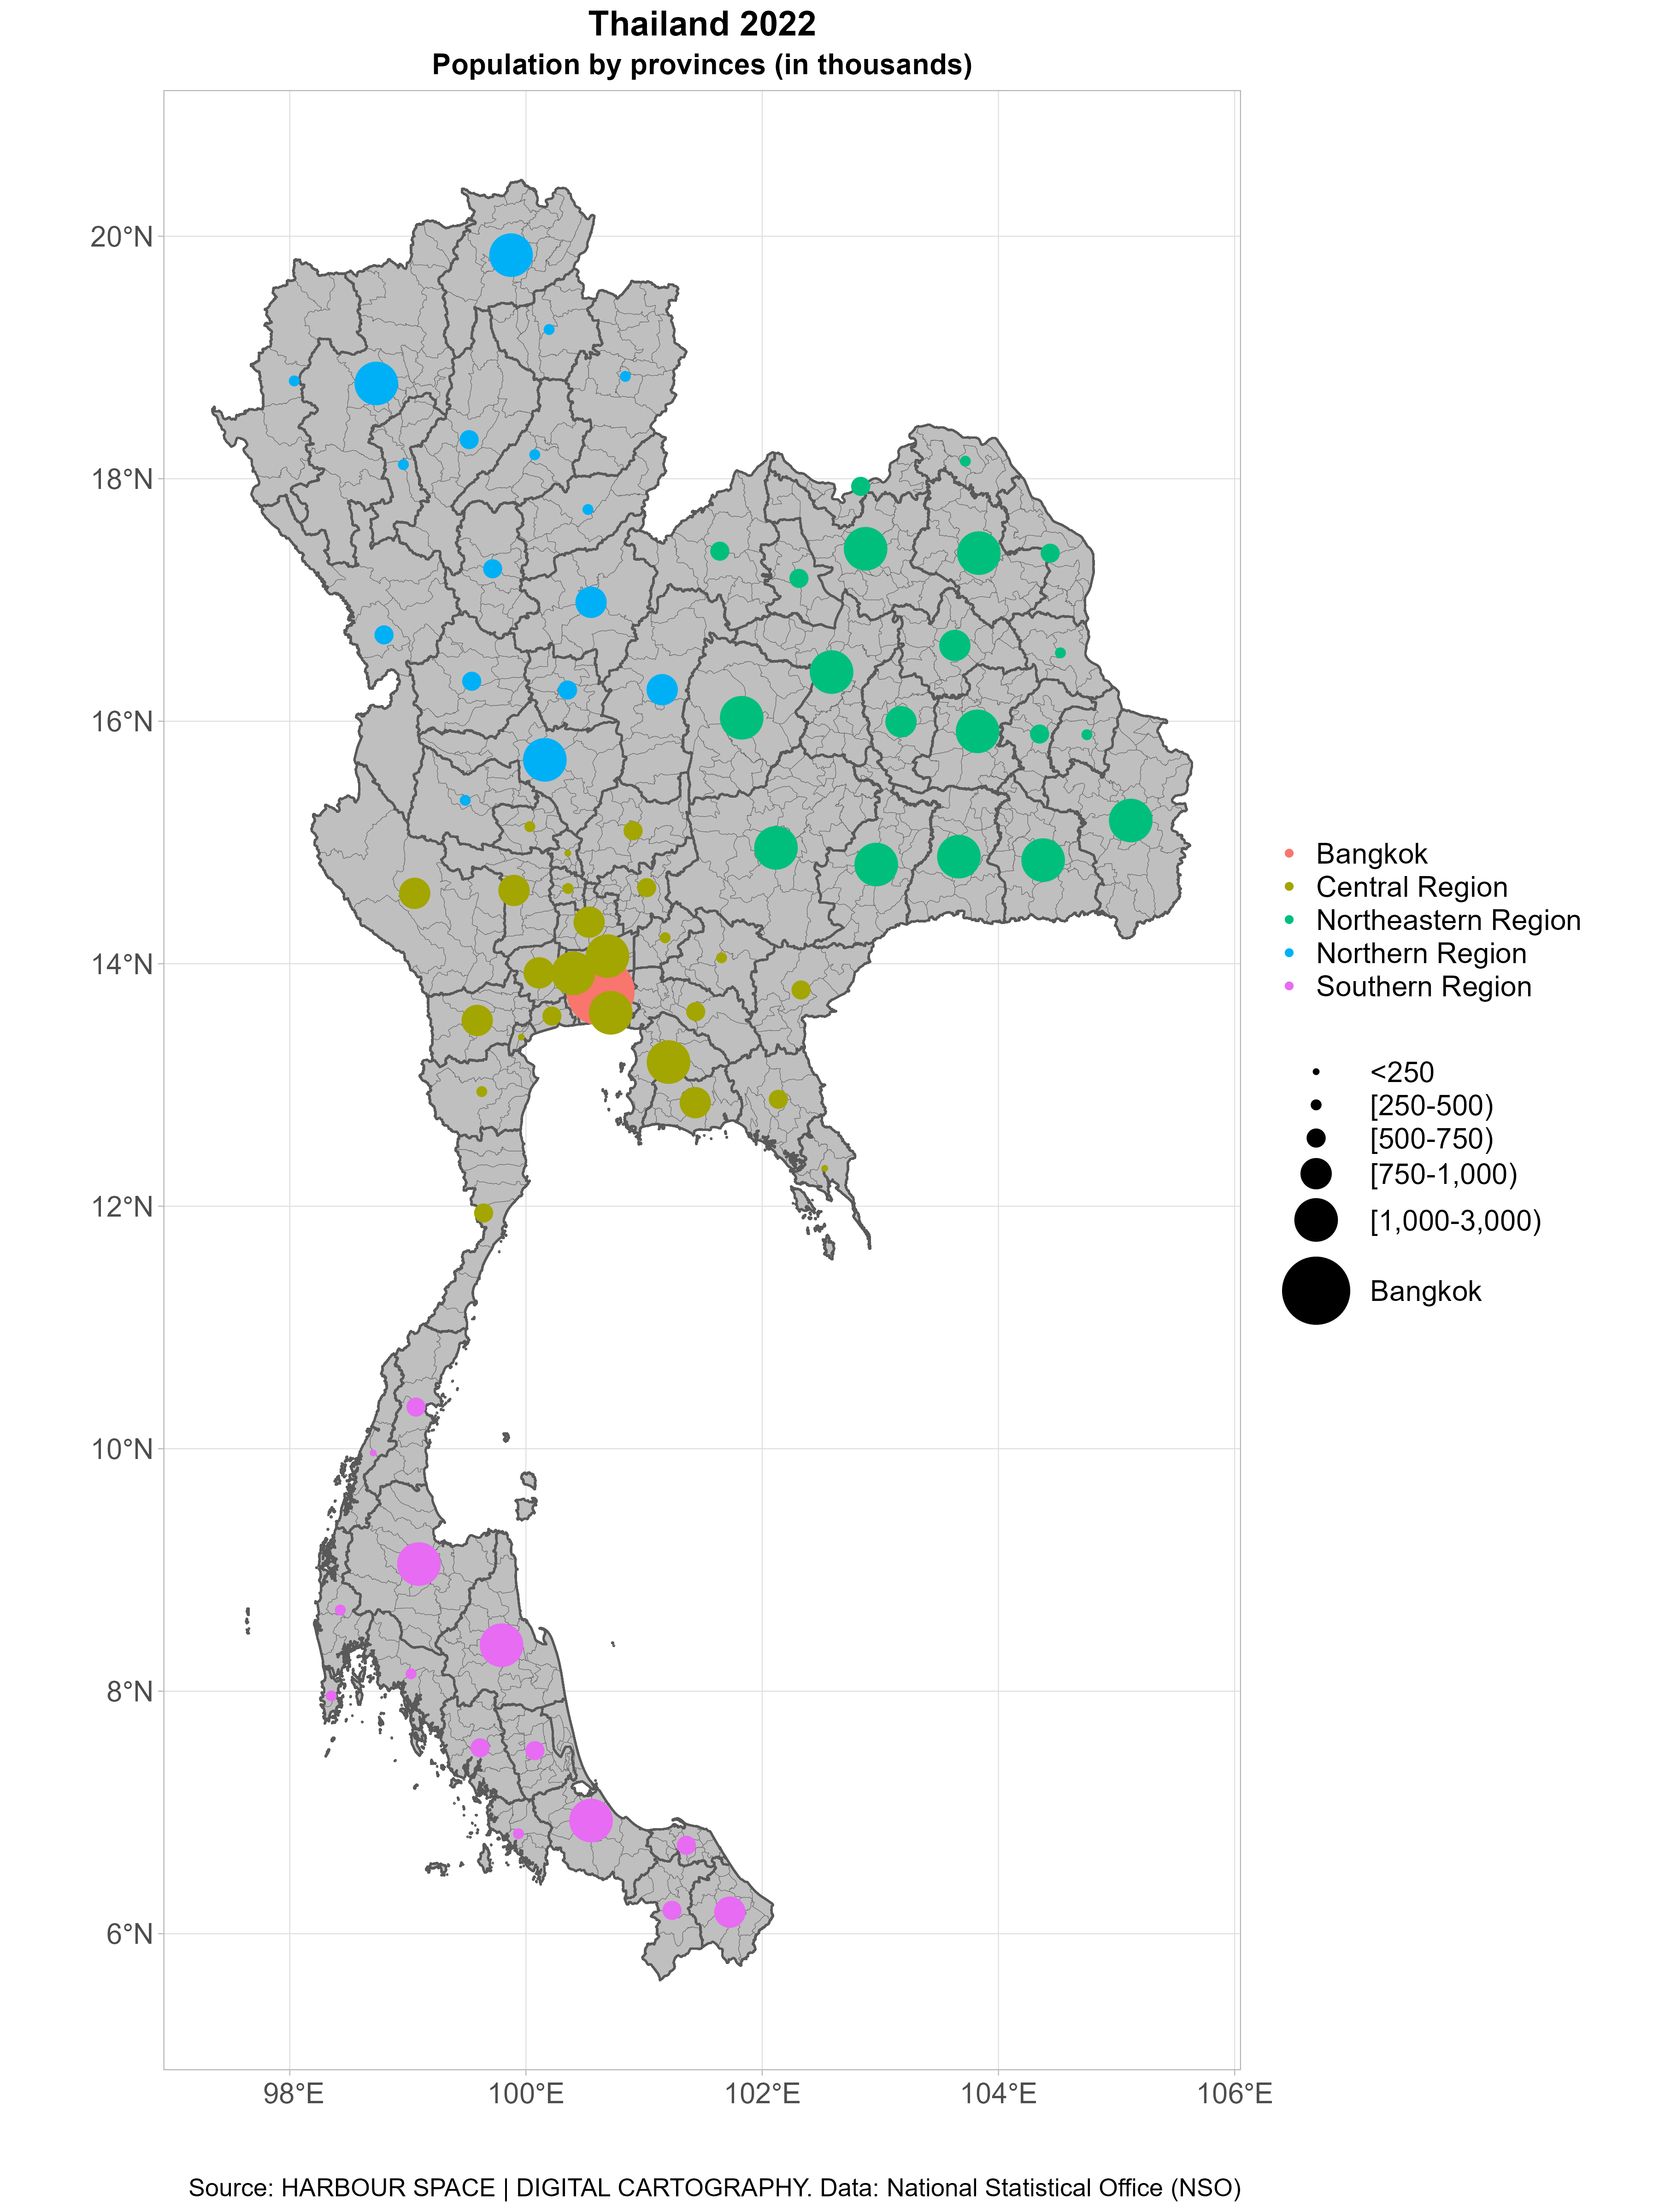 Thailand 2022
Population by provinces (in thousands)
20°N
18°N
16°N
14°N
12°N
10°N
8°N
6°N
98°E
100°E
102°E
104°E
106°E
Bangkok
Central Region
Northeastern Region
Northern Region
Southern Region
<250
[250-500)
[500-750)
[750-1,000)
[1,000-3,000)
Bangkok
Source: HARBOUR SPACE | DIGITAL CARTOGRAPHY. Data: National Statistical Office (NSO)